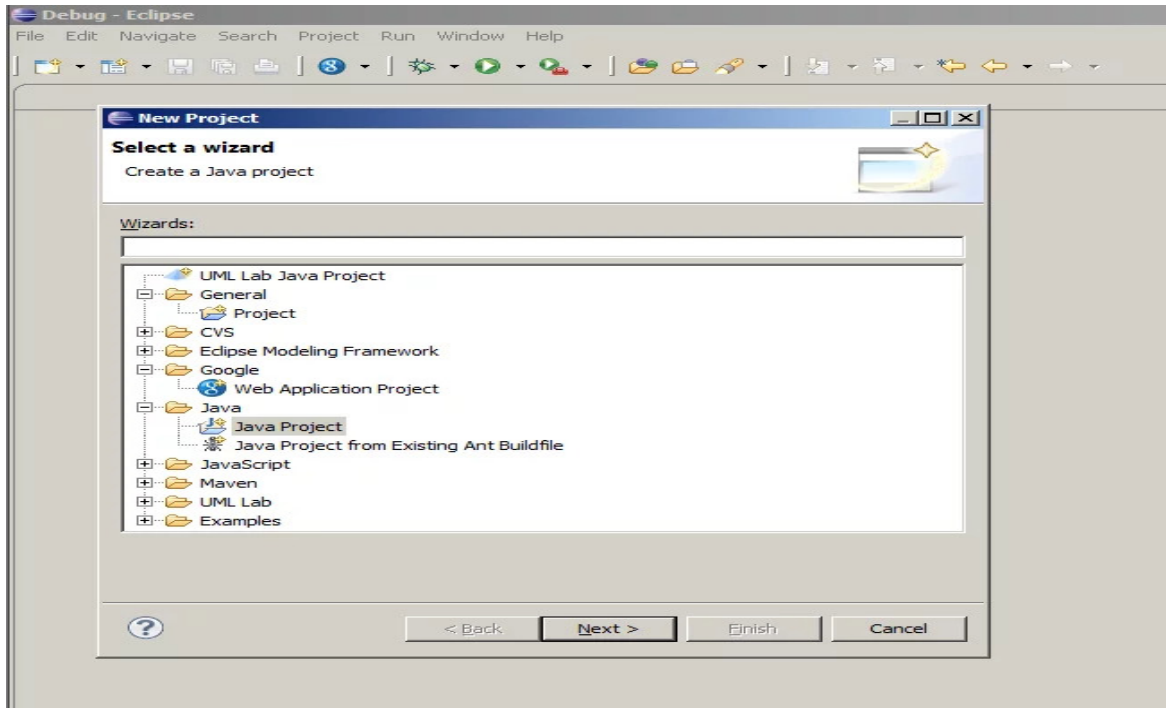 Debug - Eclipse
File Edit Navigate Search Project Run Window Help
New Project
Select a wizard
Create a Java project
Wizards:
UML Lab Java Project
General
Project
CVS
Eclipse Modeling Framework
Google
Web Application Project
Java
Java Project
Java Project from Existing Ant Buildfile
JavaScript
Maven
UML Lab
Examples
< Back Next > Finish Cancel